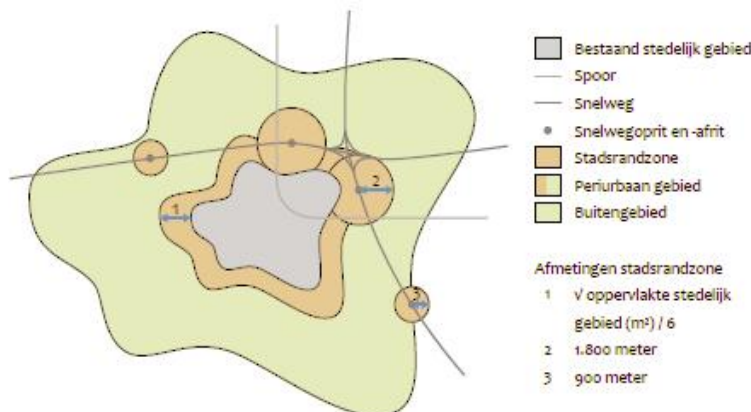 Bestaand stedelijk gebied
Spoor
Snelweg
Snelwegoprit en -afrit
Stadsrandzone
Periurbaan gebied
Buitengebied
Afmetingen stadsrandzone
1 √ oppervlakte stedelijk
gebied (m²) / 6
2 1.800 meter
3 900 meter
2
1
3